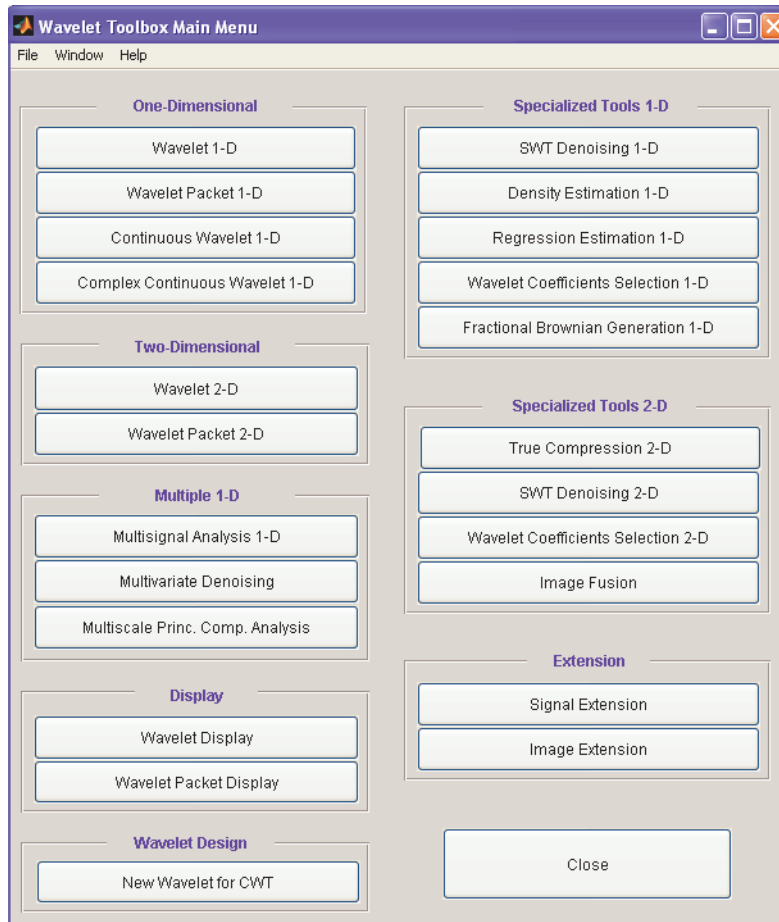 Wavelet Toolbox Main Menu
File Window Help
One-Dimensional
Wavelet 1-D
Wavelet Packet 1-D
Continuous Wavelet 1-D
Complex Continuous Wavelet 1-D
Two-Dimensional
Wavelet 2-D
Wavelet Packet 2-D
Multiple 1-D
Multisignal Analysis 1-D
Multivariate Denoising
Multiscale Princ. Comp. Analysis
Display
Wavelet Display
Wavelet Packet Display
Wavelet Design
New Wavelet for CWT
Specialized Tools 1-D
SWT Denoising 1-D
Density Estimation 1-D
Regression Estimation 1-D
Wavelet Coefficients Selection 1-D
Fractional Brownian Generation 1-D
Specialized Tools 2-D
True Compression 2-D
SWT Denoising 2-D
Wavelet Coefficients Selection 2-D
Image Fusion
Extension
Signal Extension
Image Extension
Close